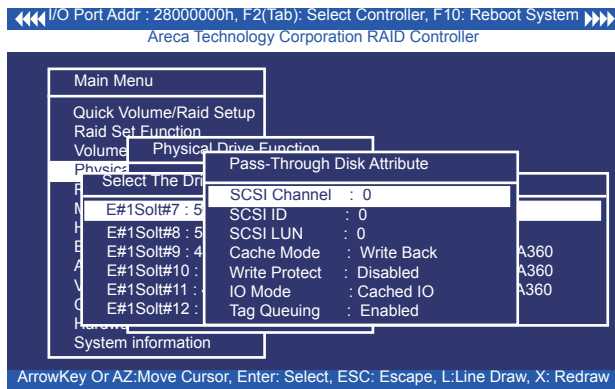 I/O Port Addr : 28000000h, F2(Tab): Select Controller, F10: Reboot System
Areca Technology Corporation RAID Controller
Main Menu
Quick Volume/Raid Setup
Raid Set Function
Volume
Physical Drive Function
Pass-Through Disk Attribute
Select The Dri
SCSI Channel : 0
SCSI ID : 0
SCSI LUN : 0
Cache Mode : Write Back
Write Protect : Disabled
IO Mode : Cached IO
Tag Queuing : Enabled
E#1Solt#7 : 5
E#1Solt#8 : 5
E#1Solt#9 : 4
A360
E#1Solt#10 :
A360
E#1Solt#11 :
A360
E#1Solt#12 :
System information
ArrowKey Or AZ:Move Cursor, Enter: Select, ESC: Escape, L:Line Draw, X: Redraw